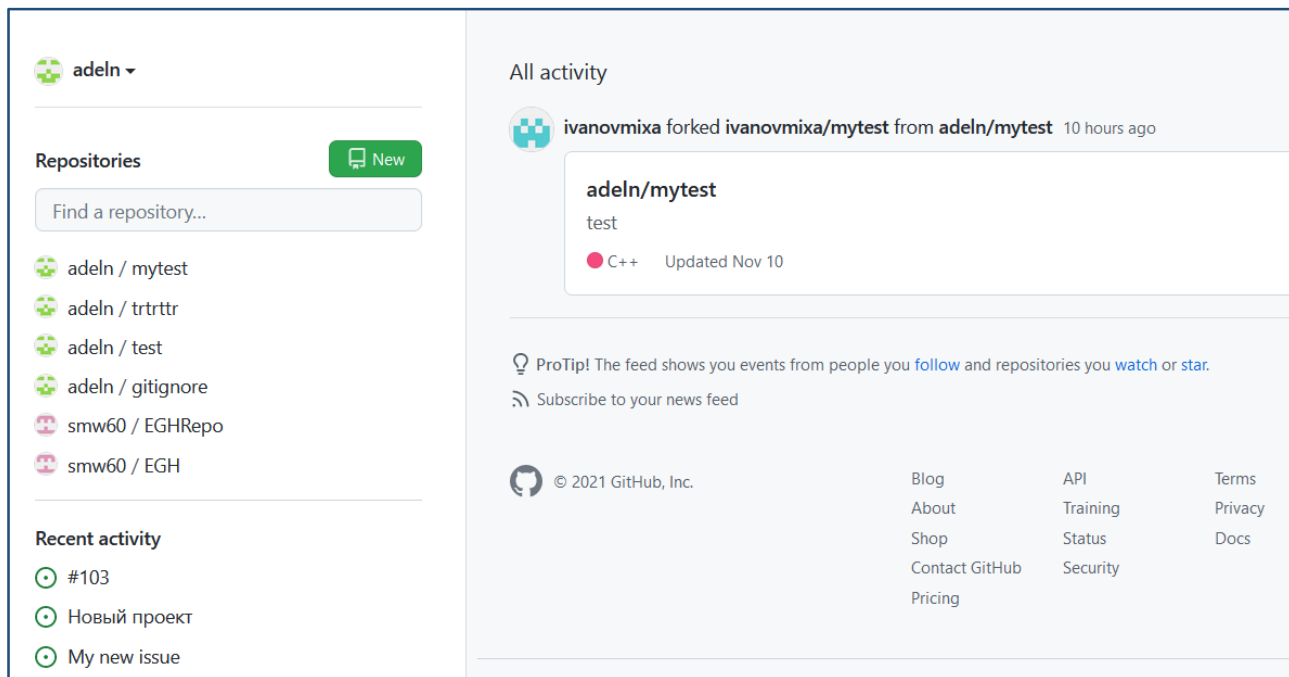 adeln
Repositories
New
Find a repository...
adeln / mytest
adeln / trtrttr
adeln / test
adeln / gitignore
smw60 / EGHRepo
smw60 / EGH
Recent activity
#103
Новый проект
My new issue
All activity
ivanovmixa forked ivanovmixa/mytest from adeln/mytest 10 hours ago
adeln/mytest
test
C++ Updated Nov 10
ProTip! The feed shows you events from people you follow and repositories you watch or star.
Subscribe to your news feed
© 2021 GitHub, Inc.
Blog
About
Shop
Contact GitHub
Pricing
API
Training
Status
Security
Terms
Privacy
Docs